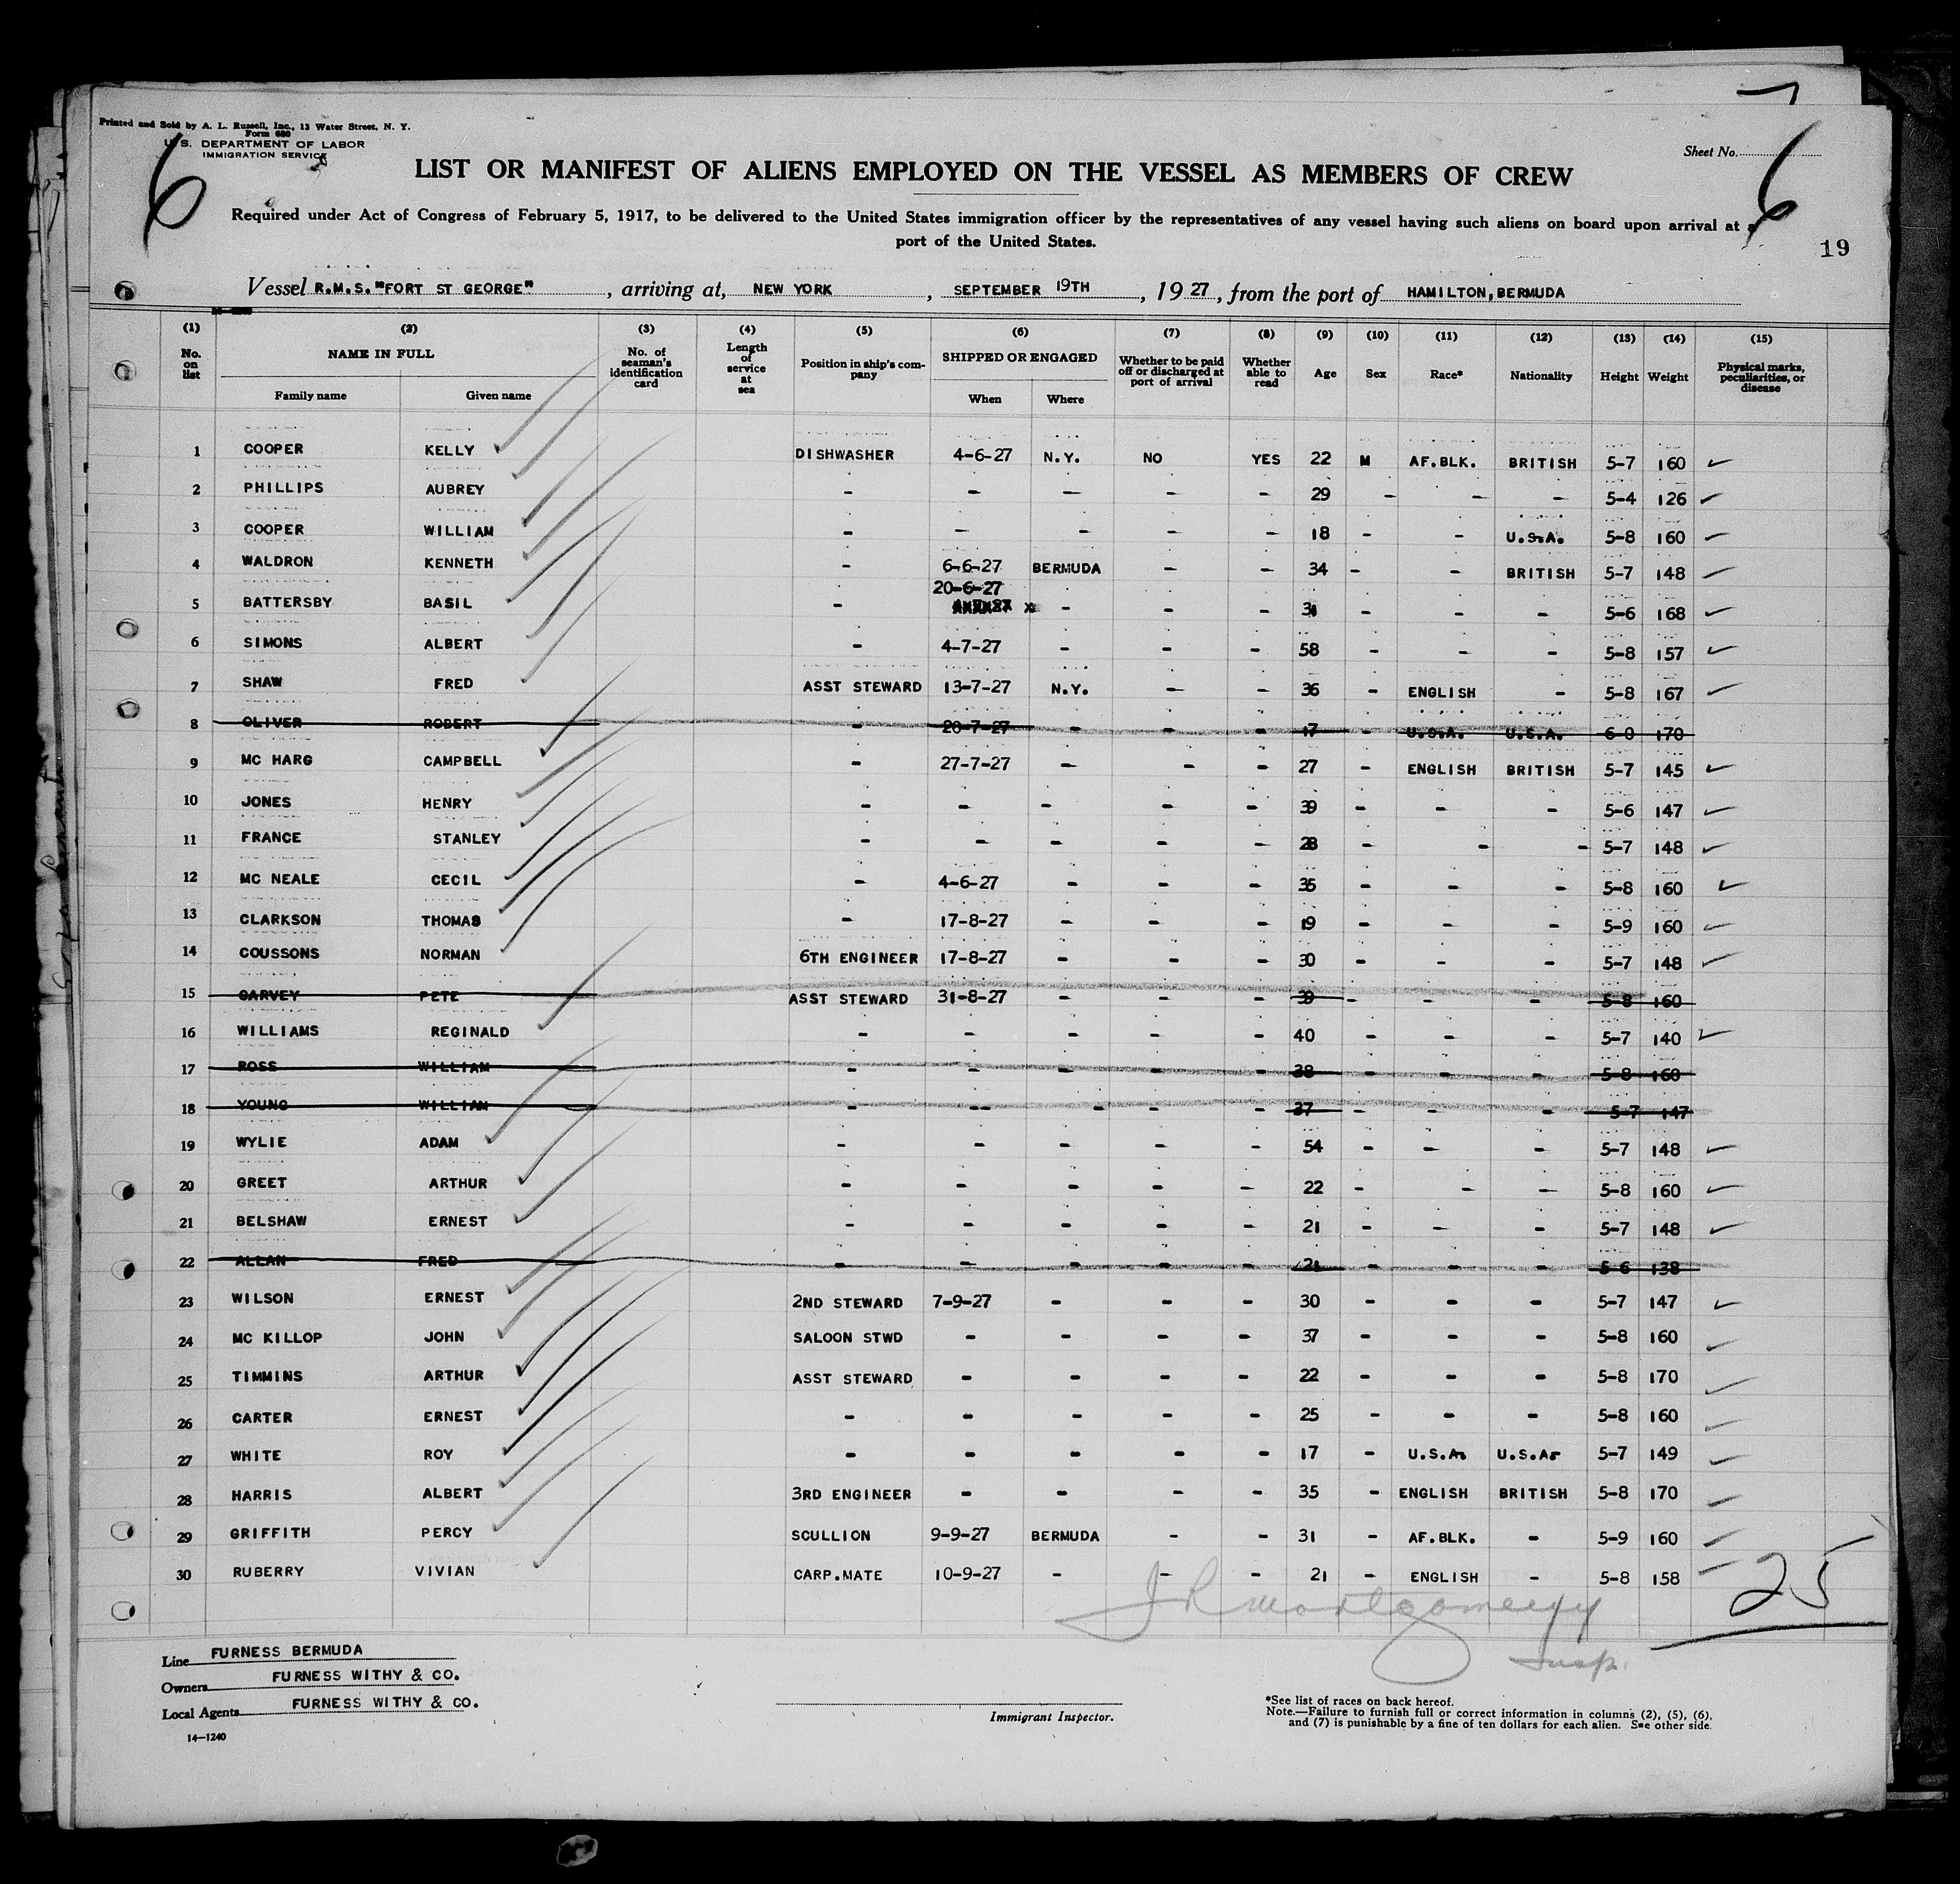 Printed and Sold by A. L. Russell, Inc., 13 Water Street, N. Y.
Form 680
U. S. DEPARTMENT OF LABOR
IMMIGRATION SERVICE
6
6
Sheet No.
LIST OR MANIFEST OF ALIENS EMPLOYED ON THE VESSEL AS MEMBERS OF CREW
Required under Act of Congress of February 5, 1917, to be delivered to the United States immigration officer by the representatives of any vessel having such aliens on board upon arrival at a
port of the United States.
19
Vessel R.M.S. "FORT ST GEORGE", arriving at, NEW YORK, SEPTEMBER 19TH, 1927, from the port of HAMILTON, BERMUDA
(1) (2) (3) (4) (5) (6) (7) (8) (9) (10) (11) (12) (13) (14) (15)
No. on list NAME IN FULL Family name Given name No. of seaman's identification card Length of service at sea Position in ship's company SHIPPED OR ENGAGED When Where Whether to be paid off or discharged at port of arrival Whether able to read Age Sex Race* Nationality Height Weight Physical marks, peculiarities, or disease
1 COOPER KELLY DISHWASHER 4-6-27 N.Y. NO YES 22 M AF.BLK. BRITISH 5-7 160
2 PHILLIPS AUBREY - - - - - 29 - - - 5-4 126
3 COOPER WILLIAM - - - - - 18 - - U.S.A. 5-8 160
4 WALDRON KENNETH - 6-6-27 BERMUDA - - 34 - - BRITISH 5-7 148
20-6-27
5 BATTERSBY BASIL - - - - - - - 5-6 168
6 SIMONS ALBERT - 4-7-27 - - - 58 - - - 5-8 157
7 SHAW FRED ASST STEWARD 13-7-27 N.Y. - - 36 - ENGLISH - 5-8 167
8 OLIVER ROBERT - 20-7-27 - - - 17 - U.S.A. U.S.A. 6-0 170
9 MC HARG CAMPBELL - 27-7-27 - - - 27 - ENGLISH BRITISH 5-7 145
10 JONES HENRY - - - - - 39 - - - 5-6 147
11 FRANCE STANLEY - - - - - 28 - - - 5-7 148
12 MC NEALE CECIL - 4-6-27 - - - 35 - - - 5-8 160
13 CLARKSON THOMAS - 17-8-27 - - - 19 - - - 5-9 160
14 COUSSONS NORMAN 6TH ENGINEER 17-8-27 - - - 30 - - - 5-7 148
15 GARVEY PETE ASST STEWARD 31-8-27 - - - 39 - - - 5-8 160
16 WILLIAMS REGINALD - - - - - 40 - - - 5-7 140
17 ROSS WILLIAM - - - - - 38 - - - 5-8 160
18 YOUNG WILLIAM - -- - - - 37 - - - 5-7 147
19 WYLIE ADAM - - - - - 54 - - - 5-7 148
20 GREET ARTHUR - - - - - 22 - - - 5-8 160
21 BELSHAW ERNEST - - - - - 21 - - - 5-7 148
22 ALLAN FRED - - - - - 21 - - - 5-6 138
23 WILSON ERNEST 2ND STEWARD 7-9-27 - - - 30 - - - 5-7 147
24 MC KILLOP JOHN SALOON STWD - - - - 37 - - - 5-8 160
25 TIMMINS ARTHUR ASST STEWARD - - - - 22 - - - 5-8 170
26 CARTER ERNEST - - - - - 25 - - - 5-8 160
27 WHITE ROY - - - - - 17 - U.S.A. U.S.A. 5-7 149
28 HARRIS ALBERT 3RD ENGINEER - - - - 35 - ENGLISH BRITISH 5-8 170
29 GRIFFITH PERCY SCULLION 9-9-27 BERMUDA - - 31 - AF.BLK. - 5-9 160
30 RUBERRY VIVIAN CARP.MATE 10-9-27 - - - 21 - ENGLISH - 5-8 158
25
J R Montgomery
Insp.
Line FURNESS BERMUDA
Owners FURNESS WITHY & CO.
Local Agents FURNESS WITHY & CO.
14—1240
Immigrant Inspector.
*See list of races on back hereof.
Note.—Failure to furnish full or correct information in columns (2), (5), (6),
and (7) is punishable by a fine of ten dollars for each alien. See other side.